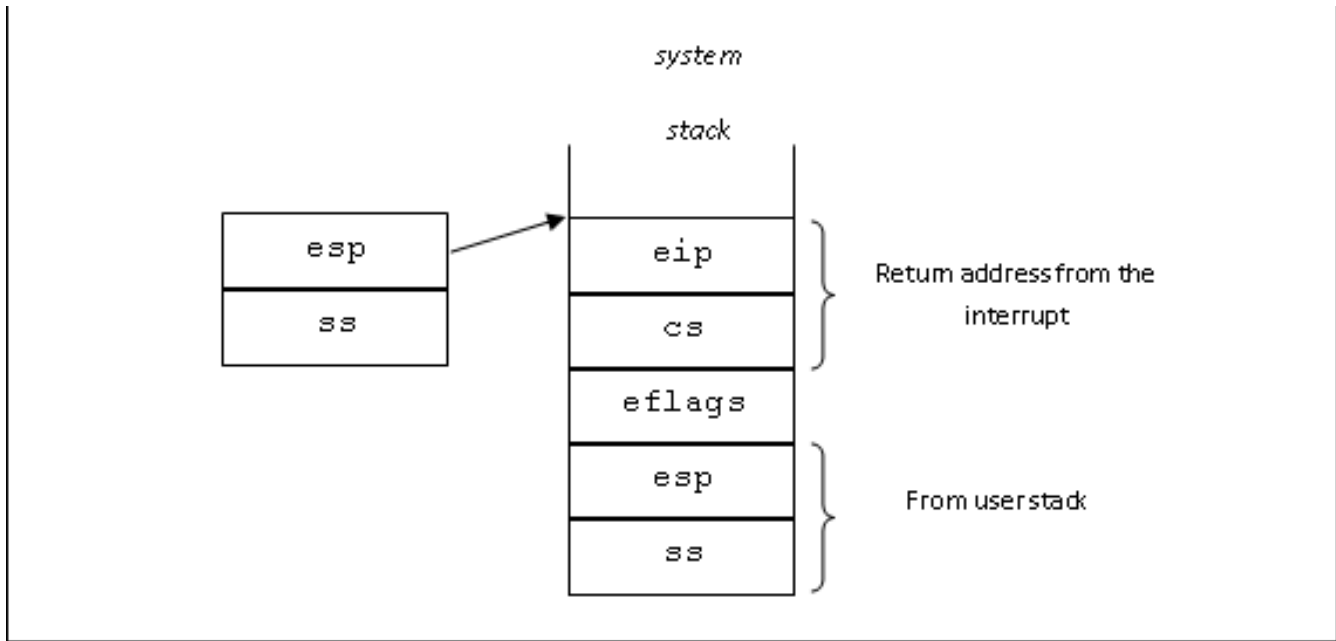 system
stack
esp
ss
eip
cs
eflags
esp
ss
Return address from the
interrupt
From user stack